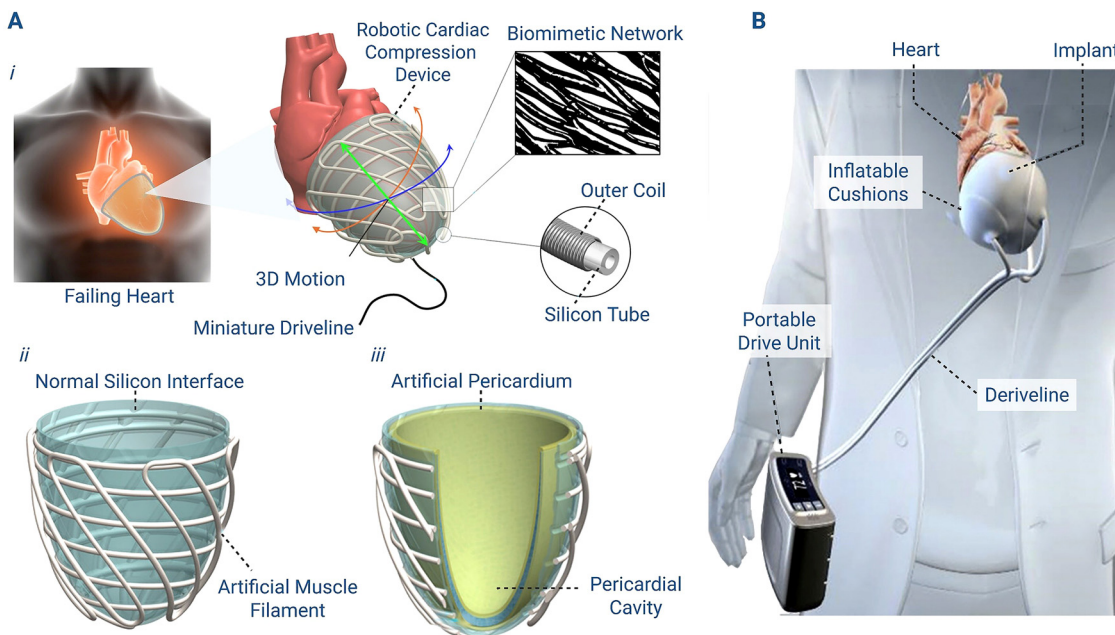 A
B
i
Robotic Cardiac
Compression
Device
Biomimetic Network
Heart
Implant
Inflatable
Cushions
Outer Coil
3D Motion
Silicon Tube
Failing Heart
Miniature Driveline
Portable
Drive Unit
Deriveline
72
ii
Normal Silicon Interface
Artificial Muscle
Filament
iii
Artificial Pericardium
Pericardial
Cavity